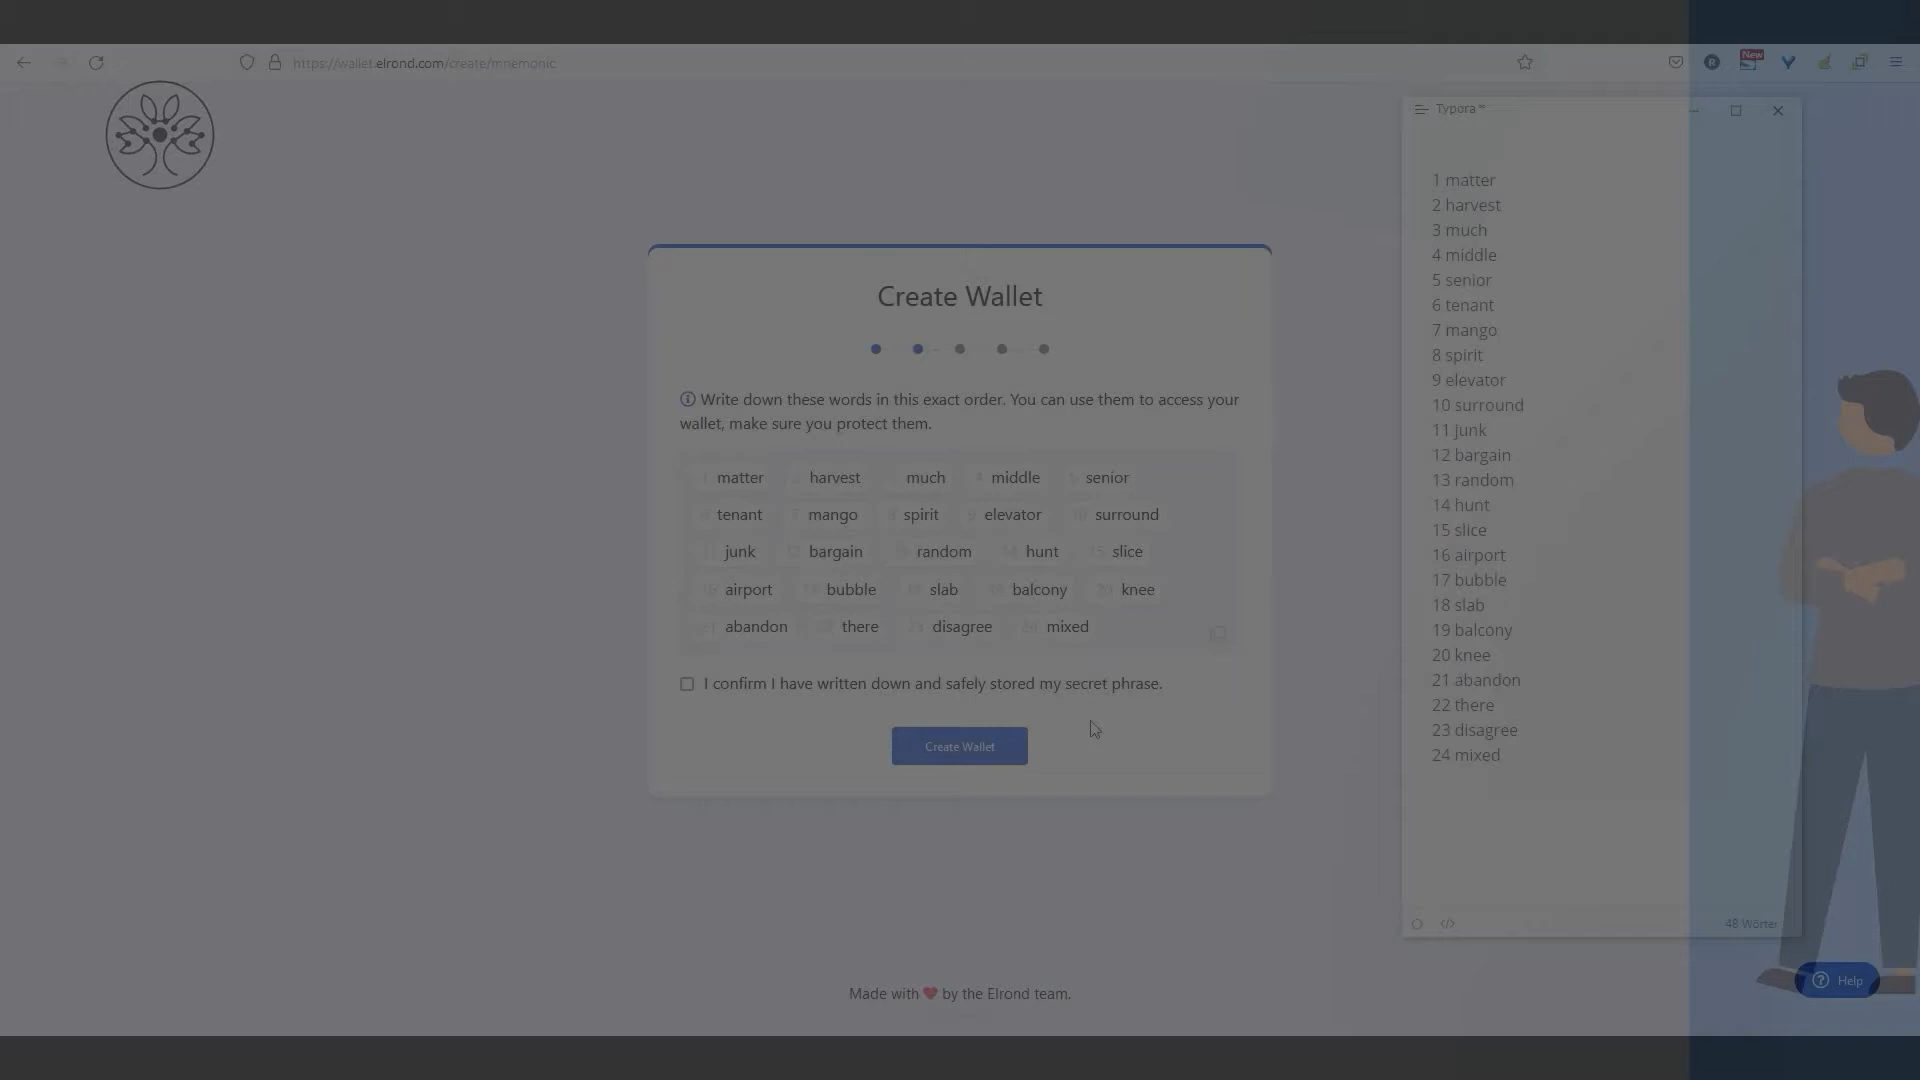 https://wallet.elrond.com/create/mnemonic
New
Typora *
Create Wallet
Write down these words in this exact order. You can use them to access your
wallet, make sure you protect them.
matter harvest much middle senior
tenant mango spirit elevator surround
junk bargain random hunt slice
airport bubble slab balcony knee
abandon there disagree mixed
I confirm I have written down and safely stored my secret phrase.
Create Wallet
Made with ❤ by the Elrond team.
1 matter
2 harvest
3 much
4 middle
5 senior
6 tenant
7 mango
8 spirit
9 elevator
10 surround
11 junk
12 bargain
13 random
14 hunt
15 slice
16 airport
17 bubble
18 slab
19 balcony
20 knee
21 abandon
22 there
23 disagree
24 mixed
48 Wörter
Help